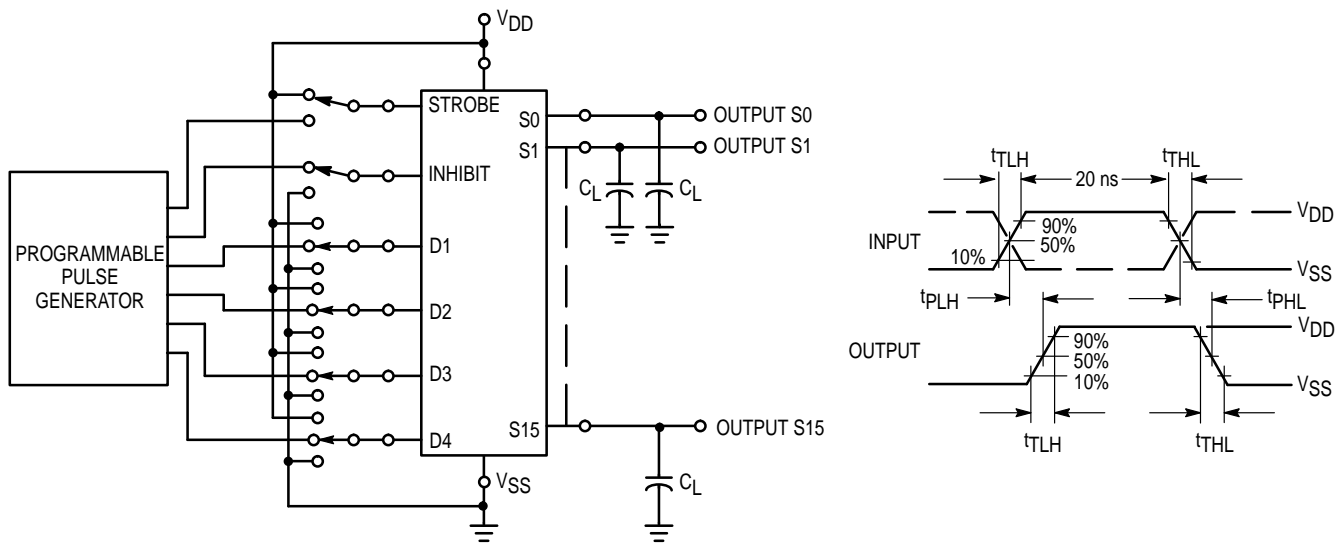 VDD
STROBE
S0
OUTPUT S0
S1
OUTPUT S1
INHIBIT
CL
CL
PROGRAMMABLE
PULSE
GENERATOR
D1
D2
D3
D4
S15
OUTPUT S15
VSS
CL
tTLH
tTHL
20 ns
VDD
90%
50%
10%
INPUT
VSS
tPLH
tPHL
VDD
OUTPUT
90%
50%
10%
VSS
tTLH
tTHL